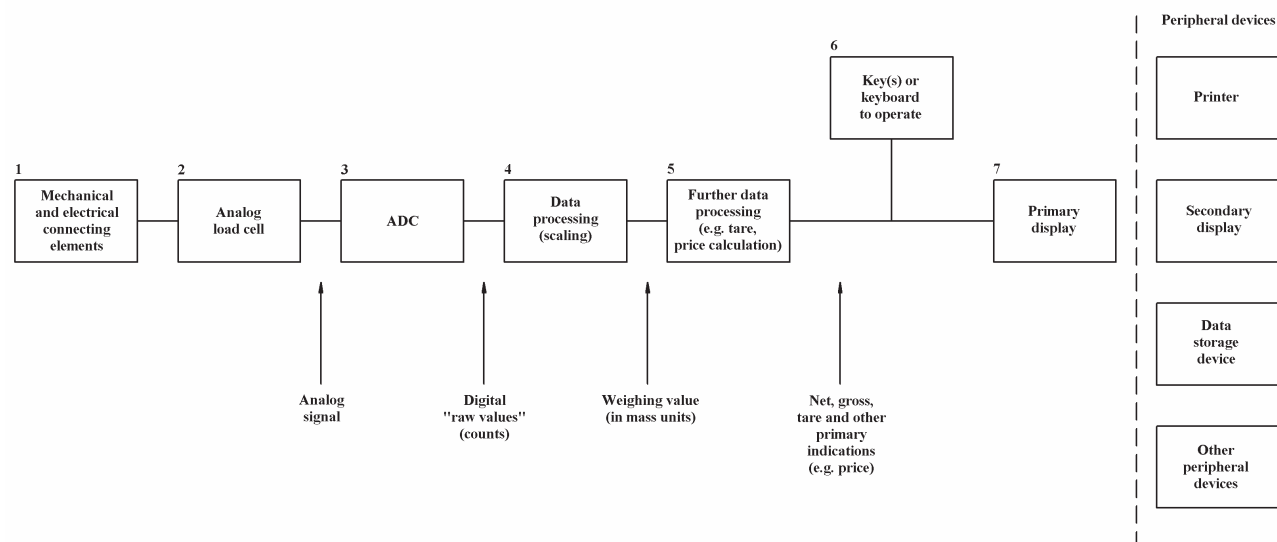 Peripheral devices
6
Key(s) or
keyboard
to operate
Printer
1
Mechanical
and electrical
connecting
elements
2
Analog
load cell
3
ADC
4
Data
processing
(scaling)
5
Further data
processing
(e.g. tare,
price calculation)
7
Primary
display
Secondary
display
Data
storage
device
Analog
signal
Digital
"raw values"
(counts)
Weighing value
(in mass units)
Net, gross,
tare and other
primary
indications
(e.g. price)
Other
peripheral
devices